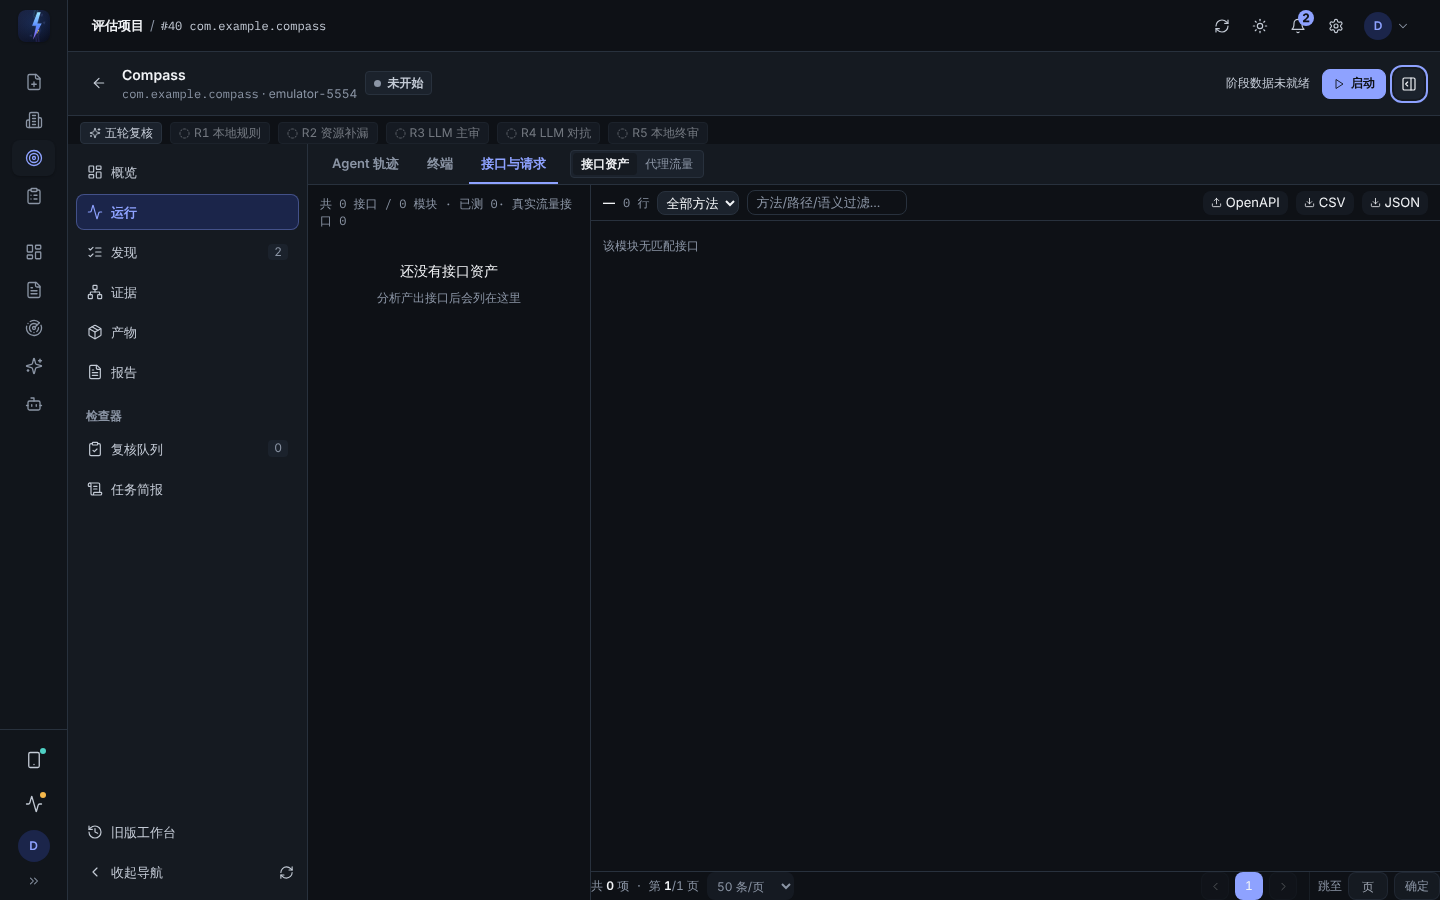 评估项目 / #40 com.example.compass
2
D
Compass
com.example.compass · emulator-5554
未开始
阶段数据未就绪
启动
五轮复核
R1 本地规则
R2 资源补漏
R3 LLM 主审
R4 LLM 对抗
R5 本地终审
概览
运行
发现 2
证据
产物
报告
检查器
复核队列 0
任务简报
旧版工作台
收起导航
D
Agent 轨迹
终端
接口与请求
接口资产
代理流量
共 0 接口 / 0 模块 · 已测 0· 真实流量接
口 0
还没有接口资产
分析产出接口后会列在这里
— 0 行
全部方法
方法/路径/语义过滤...
OpenAPI
CSV
JSON
该模块无匹配接口
共 0 项 · 第 1/1 页
50 条/页
1
跳至
页
确定